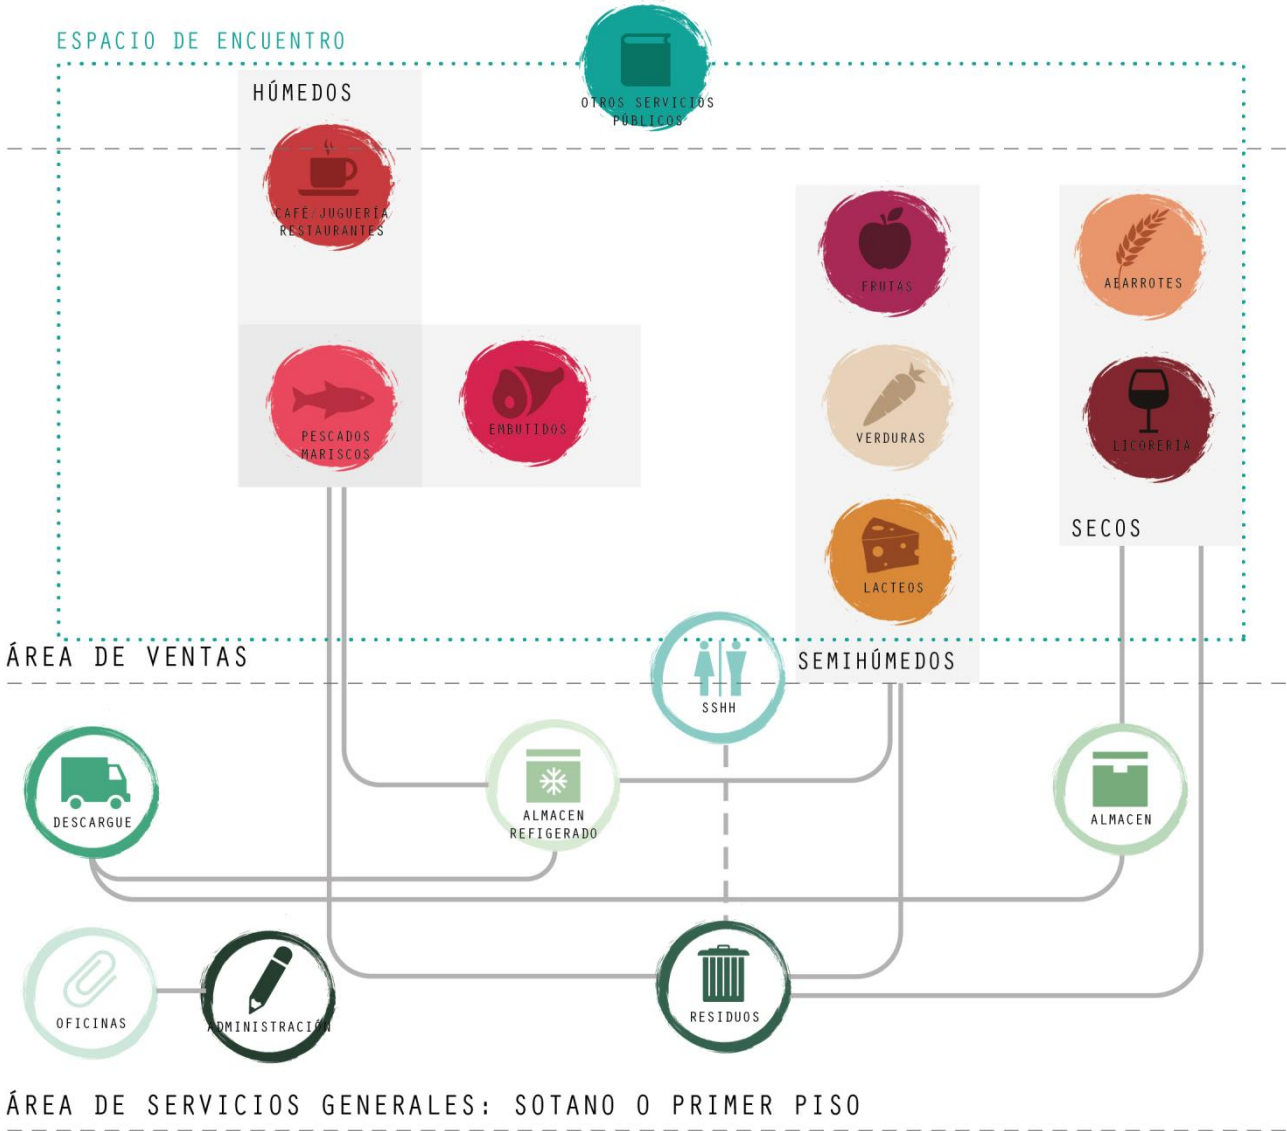 ESPACIO DE ENCUENTRO
OTROS SERVICIOS
PÚBLICOS
HÚMEDOS
CAFÉ/JUGUERÍA
RESTAURANTES
FRUTAS
ABARROTES
PESCADOS
MARISCOS
EMBUTIDOS
VERDURAS
LICORERIA
SECOS
LACTEOS
ÁREA DE VENTAS
SEMIHÚMEDOS
SSHH
DESCARGUE
ALMACEN
REFIGERADO
ALMACEN
OFICINAS
ADMINISTRACIÓN
RESIDUOS
ÁREA DE SERVICIOS GENERALES: SOTANO O PRIMER PISO